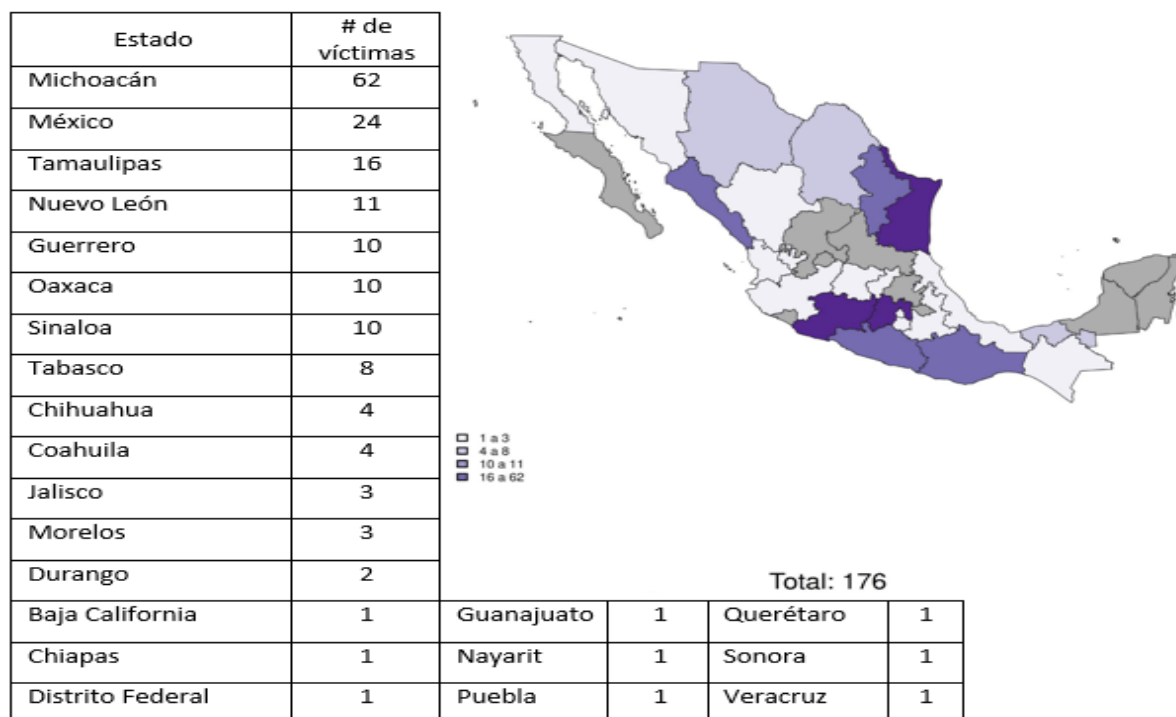 Estado # de víctimas
Michoacán 62
México 24
Tamaulipas 16
Nuevo León 11
Guerrero 10
Oaxaca 10
Sinaloa 10
Tabasco 8
Chihuahua 4
Coahuila 4
1 a 3
4 a 8
10 a 11
16 a 62
Jalisco 3
Morelos 3
Durango 2
Total: 176
Baja California 1 Guanajuato 1 Querétaro 1
Chiapas 1 Nayarit 1 Sonora 1
Distrito Federal 1 Puebla 1 Veracruz 1